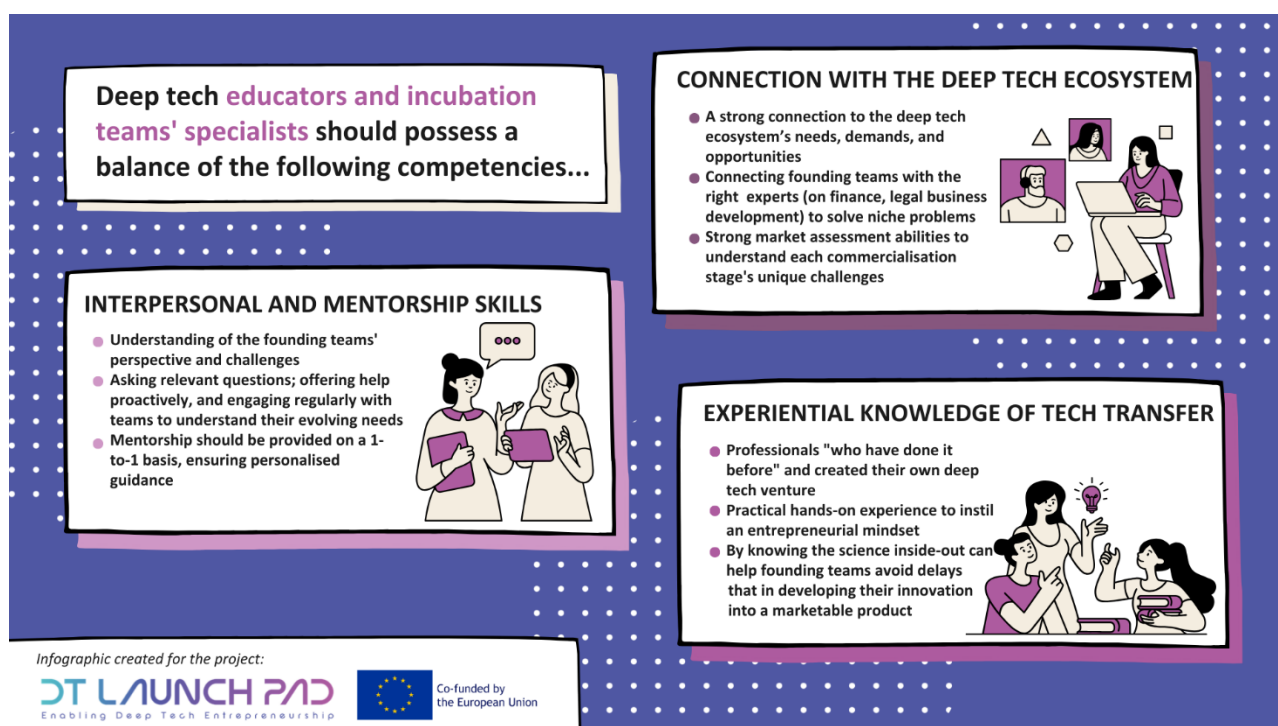 Deep tech educators and incubation
teams' specialists should possess a
balance of the following competencies...
INTERPERSONAL AND MENTORSHIP SKILLS
Understanding of the founding teams'
perspective and challenges
Asking relevant questions; offering help
proactively, and engaging regularly with
teams to understand their evolving needs
Mentorship should be provided on a 1-
to-1 basis, ensuring personalised
guidance
CONNECTION WITH THE DEEP TECH ECOSYSTEM
A strong connection to the deep tech
ecosystem’s needs, demands, and
opportunities
Connecting founding teams with the
right experts (on finance, legal business
development) to solve niche problems
Strong market assessment abilities to
understand each commercialisation
stage's unique challenges
EXPERIENTIAL KNOWLEDGE OF TECH TRANSFER
Professionals "who have done it
before" and created their own deep
tech venture
Practical hands-on experience to instil
an entrepreneurial mindset
By knowing the science inside-out can
help founding teams avoid delays
that in developing their innovation
into a marketable product
Infographic created for the project:
DT LAUNCH PAD
Enabling Deep Tech Entrepreneurship
Co-funded by
the European Union